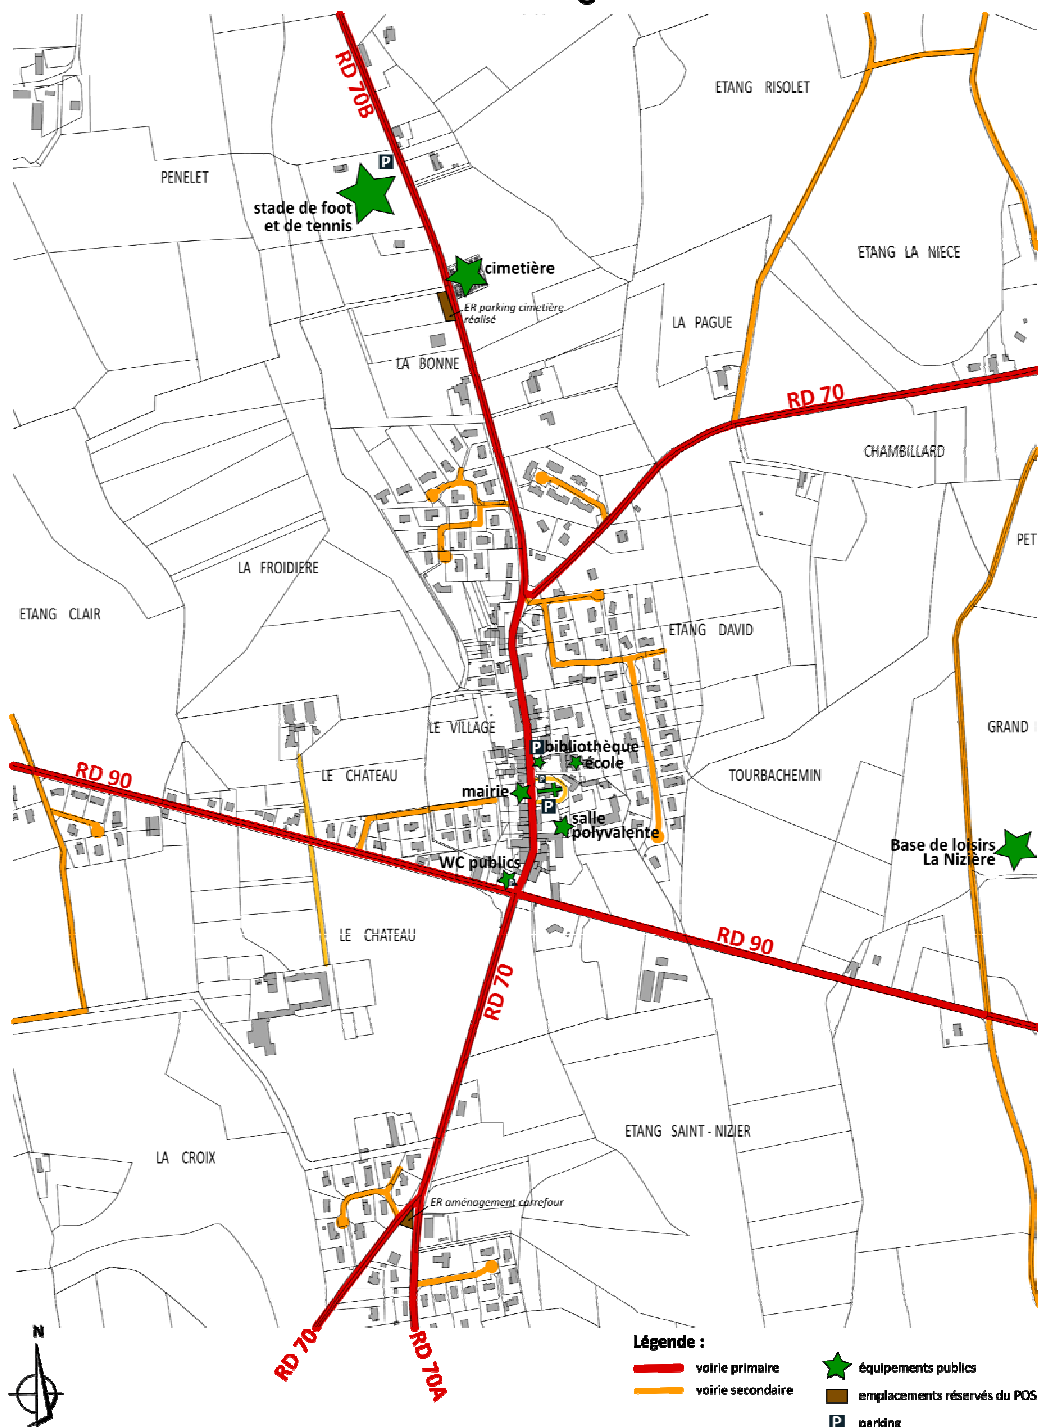 RD 70B
ETANG RISOLET
P
PENELET
stade de foot
et de tennis
ETANG LA NIECE
cimetière
ER parking cimetière
réalisé
LA PAGUE
LA BONNE
RD 70
CHAMBILLARD
LA FROIDIERE
ETANG CLAIR
ETANG DAVID
LE VILLAGE
GRAND
P
bibliothèque
école
RD 90
LE CHATEAU
TOURBACHEMIN
P
mairie
P
salle
polyvalente
Base de loisirs
La Nizière
WC publics
LE CHATEAU
RD 90
RD 70
ETANG SAINT - NIZIER
LA CROIX
ER aménagement carrefour
N
RD 70
RD 70A
Légende :
voirie primaire
équipements publics
voirie secondaire
emplacements réservés du POS
P
parking